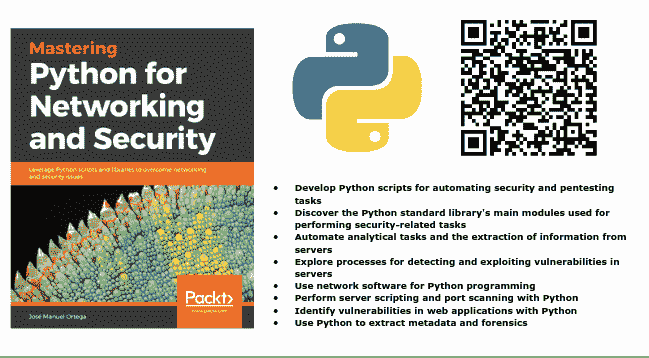 Mastering
Python for
Networking
and Security
Leverage Python scripts and libraries to overcome networking
and security issues
Packt>
José Manuel Ortega
• Develop Python scripts for automating security and pentesting
tasks
• Discover the Python standard library's main modules used for
performing security-related tasks
• Automate analytical tasks and the extraction of information from
servers
• Explore processes for detecting and exploiting vulnerabilities in
servers
• Use network software for Python programming
• Perform server scripting and port scanning with Python
• Identify vulnerabilities in web applications with Python
• Use Python to extract metadata and forensics